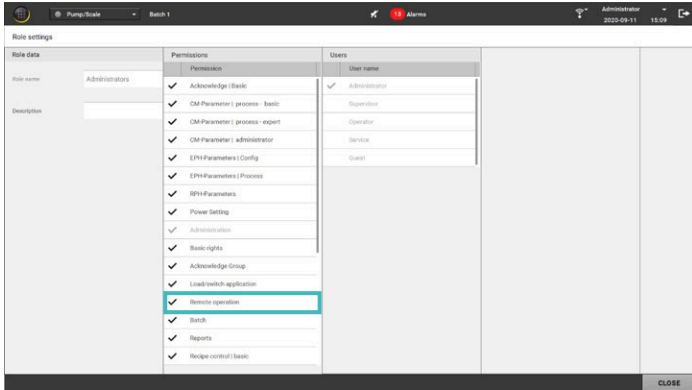 Pump/Scale
Batch 1
13 Alarms
Administrator
2020-09-11 15:09
Role settings
Role data
Role name Administrators
Description
Permissions
Permission
Acknowledge | Basic
CM-Parameter | process - basic
CM-Parameter | process - expert
CM-Parameter | administrator
EPH-Parameters | Config
EPH-Parameters | Process
RPH-Parameters
Power Setting
Administration
Basic rights
Acknowledge Group
Load/switch application
Remote operation
Batch
Reports
Recipe control | basic
Users
User name
Administrator
Supervisor
Operator
Service
Guest
CLOSE